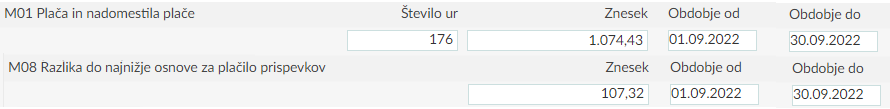 M01 Plača in nadomestila plače Število ur Znesek Obdobje od Obdobje do
176 1.074,43 01.09.2022 30.09.2022
M08 Razlika do najnižje osnove za plačilo prispevkov Znesek Obdobje od Obdobje do
107,32 01.09.2022 30.09.2022